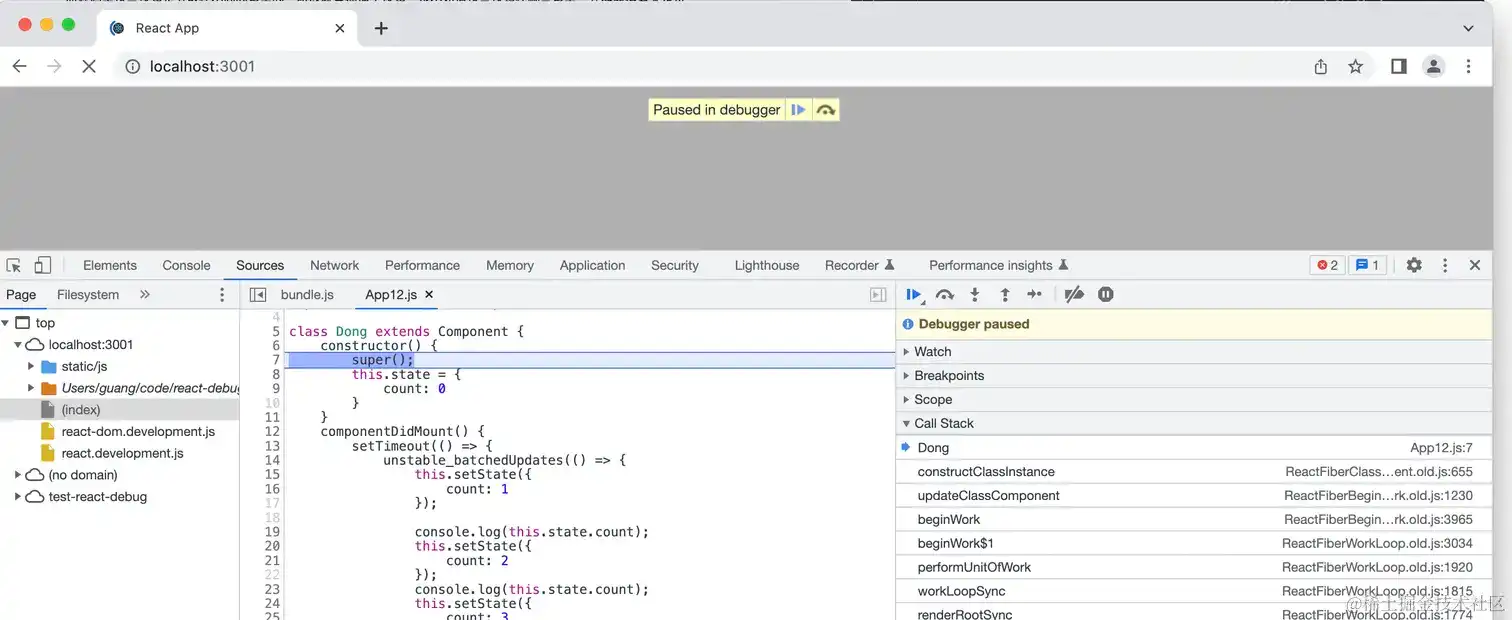 React App
localhost:3001
Paused in debugger
Elements Console Sources Network Performance Memory Application Security Lighthouse Recorder Performance insights 2 1
Page Filesystem
top
localhost:3001
static/js
Users/guang/code/react-debu
(index)
react-dom.development.js
react.development.js
(no domain)
test-react-debug
bundle.js App12.js
4
5 class Dong extends Component {
6 constructor() {
7 super();
8 this.state = {
9 count: 0
10 }
11 }
12 componentDidMount() {
13 setTimeout(() => {
14 unstable_batchedUpdates(() => {
15 this.setState({
16 count: 1
17 });
18
19 console.log(this.state.count);
20 this.setState({
21 count: 2
22 });
23 console.log(this.state.count);
24 this.setState({
25 count: 3
Debugger paused
Watch
Breakpoints
Scope
Call Stack
Dong App12.js:7
constructClassInstance ReactFiberClass…ent.old.js:655
updateClassComponent ReactFiberBegin…rk.old.js:1230
beginWork ReactFiberBegin…rk.old.js:3965
beginWork$1 ReactFiberWorkLoop.old.js:3034
performUnitOfWork ReactFiberWorkLoop.old.js:1920
workLoopSync ReactFiberWorkLoop.old.js:1815
renderRootSync ReactFiberWorkLoop.old.js:1774
@稀土掘金技术社区